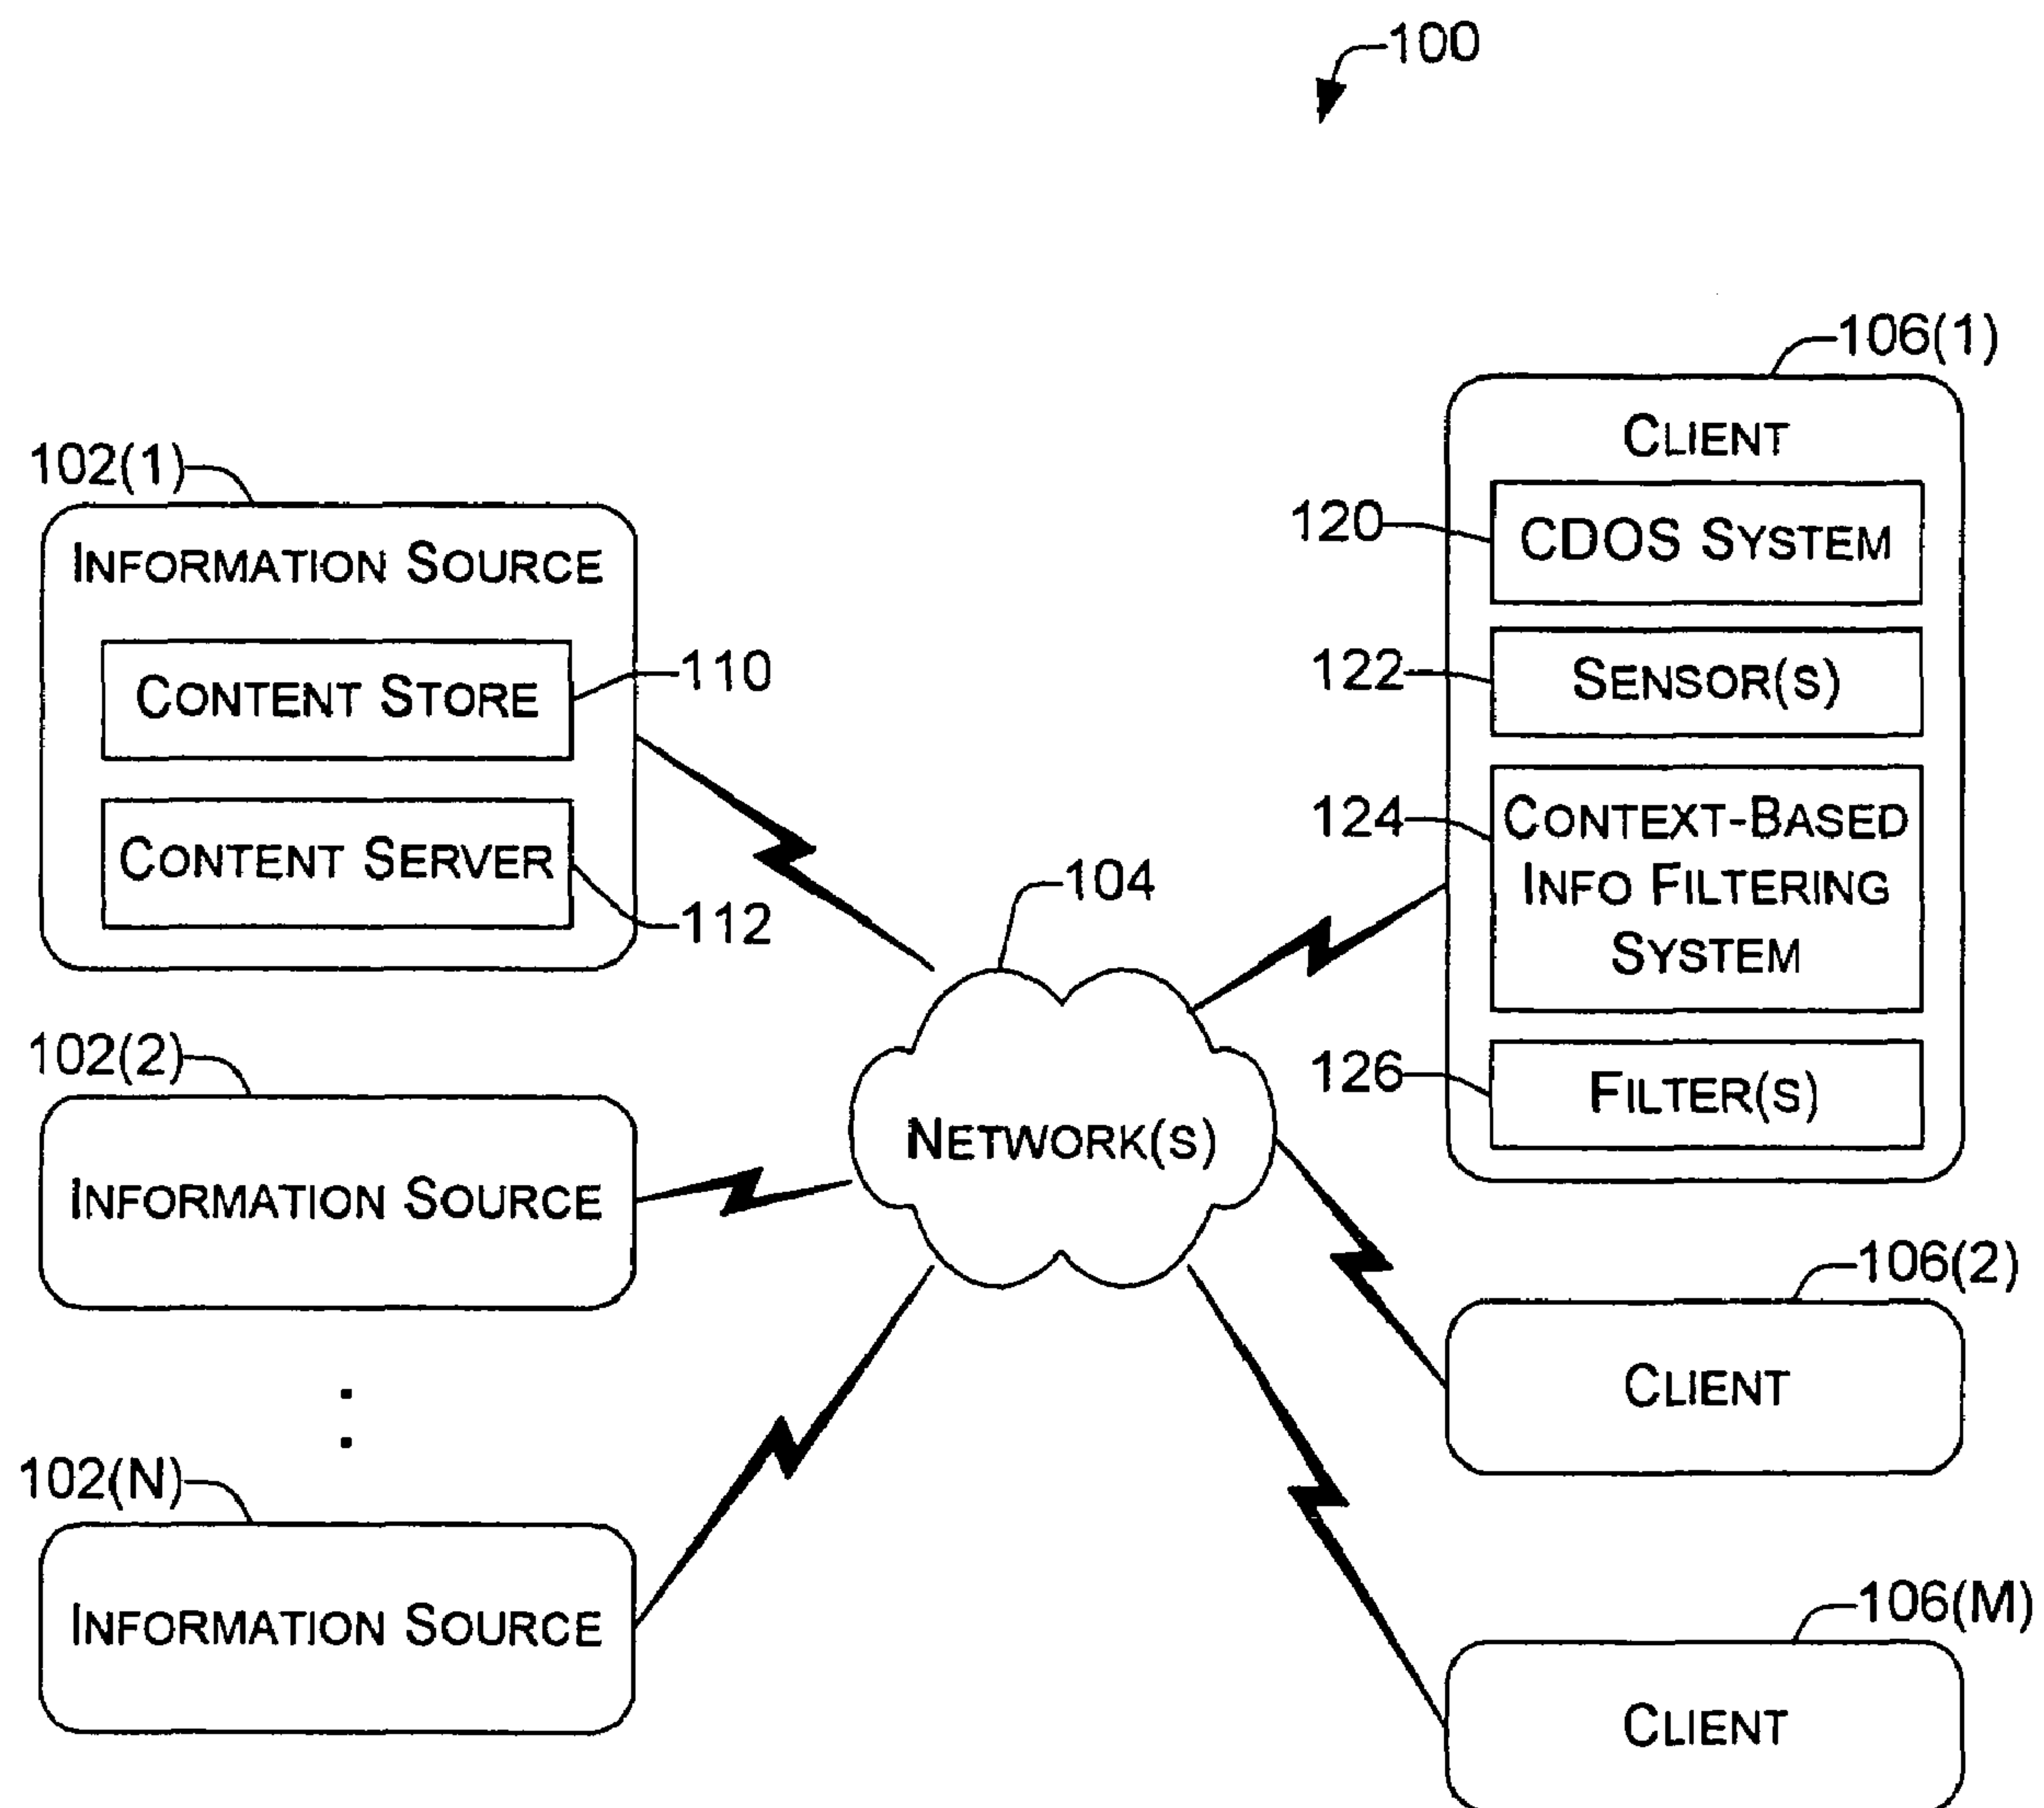 100
102(1)
INFORMATION SOURCE
CONTENT STORE
110
CONTENT SERVER
112
102(2)
INFORMATION SOURCE
102(N)
INFORMATION SOURCE
104
NETWORK(S)
106(1)
CLIENT
120
CDOS SYSTEM
122
SENSOR(S)
124
CONTEXT-BASED
INFO FILTERING
SYSTEM
126
FILTER(S)
106(2)
CLIENT
106(M)
CLIENT